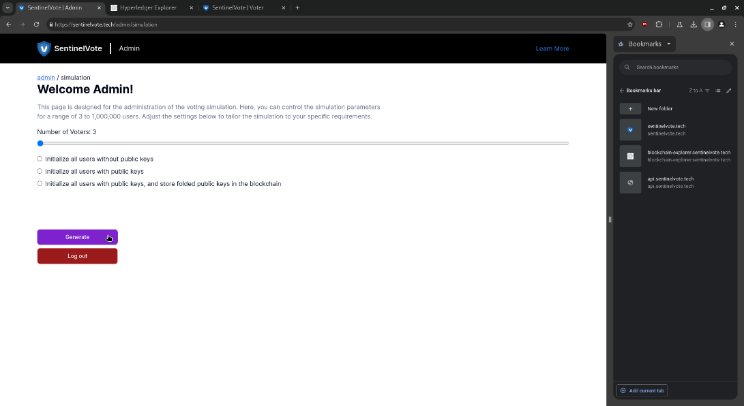 SentinelVote | Admin
Hyperledger Explorer
SentinelVote | Voter
https://sentinelvote.tech/admin/simulation
SentinelVote
Admin
Learn More
admin / simulation
Welcome Admin!
This page is designed for the administration of the voting simulation. Here, you can control the simulation parameters
for a range of 3 to 1,000,000 users. Adjust the settings below to tailor the simulation to your specific requirements.
Number of Voters: 3
Initialize all users without public keys
Initialize all users with public keys
Initialize all users with public keys, and store folded public keys in the blockchain
Generate
Log out
Bookmarks
Search bookmarks
Bookmarks bar
Z to A
New folder
sentinelvote.tech
sentinelvote.tech
blockchain-explorer.sentinelvote.tech
blockchain-explorer.sentinelvote.tech
api.sentinelvote.tech
api.sentinelvote.tech
Add current tab